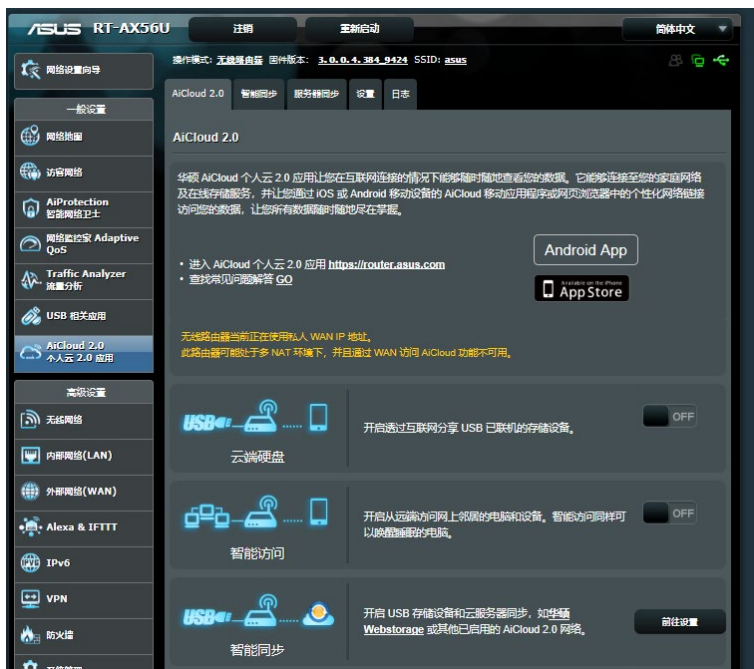 ASUS RT-AX56U 注销 重新启动 简体中文
操作模式: 无线路由器 固件版本: 3.0.0.4.384_9424 SSID: asus
网络设置向导
AiCloud 2.0 智能同步 服务器同步 设置 日志
一般设置
网络地图
访客网络
AiProtection
智能网络卫士
网络监控家 Adaptive
QoS
Traffic Analyzer
流量分析
USB 相关应用
AiCloud 2.0
个人云 2.0 应用
高级设置
无线网络
内部网络(LAN)
外部网络(WAN)
Alexa & IFTTT
IPv6
VPN
防火墙
系统管理
AiCloud 2.0
华硕 AiCloud 个人云 2.0 应用让您在互联网连接的情况下能够随时随地查看您的数据。它能够连接至您的家庭网络
及在线存储服务，并让您通过 iOS 或 Android 移动设备的 AiCloud 移动应用程序或网页浏览器中的个性化网络链接
访问您的数据，让您所有数据随时随地尽在掌握。
• 进入 AiCloud 个人云 2.0 应用 https://router.asus.com
• 查找常见问题解答 GO
Android App
Available on the iPhone
App Store
无线路由器当前正在使用私人 WAN IP 地址。
此路由器可能处于多 NAT 环境下，并且通过 WAN 访问 AiCloud 功能不可用。
USB
云端硬盘
开启透过互联网分享 USB 已联机的存储设备。
OFF
智能访问
开启从远端访问网上邻居的电脑和设备。智能访问同样可
以唤醒睡眠的电脑。
OFF
USB
智能同步
开启 USB 存储设备和云服务器同步，如华硕
Webstorage 或其他已启用的 AiCloud 2.0 网络。
前往设置